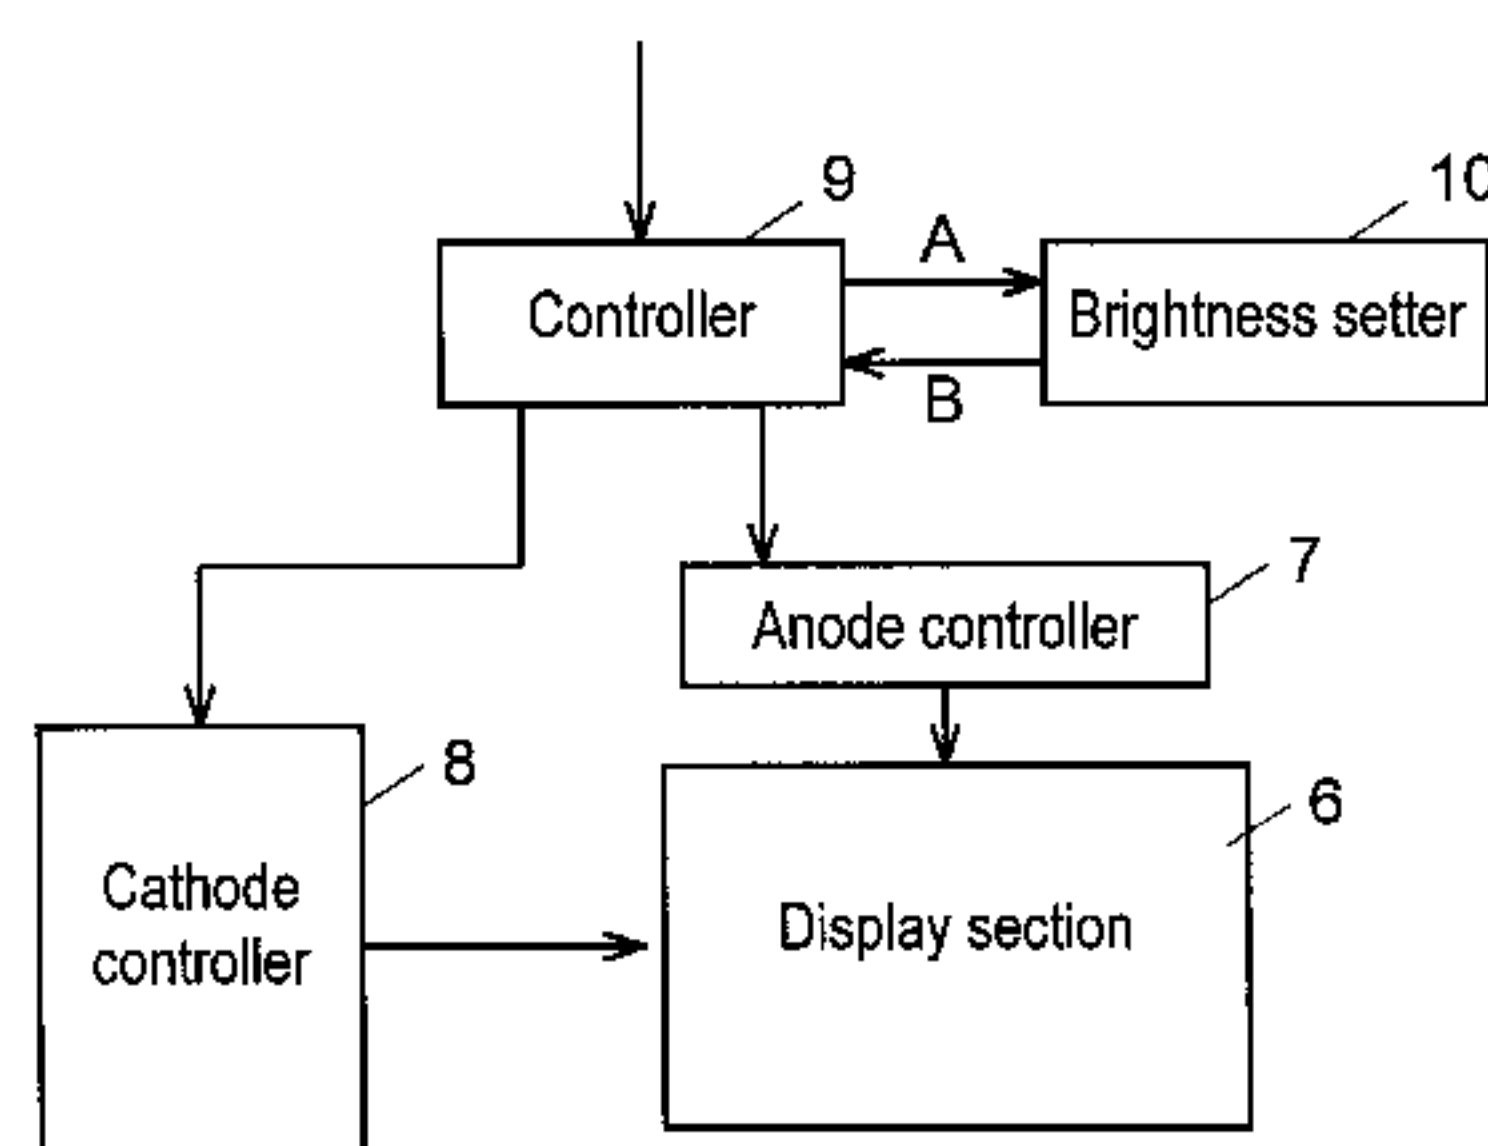 9
10
A
Controller
Brightness setter
B
7
Anode controller
8
6
Cathode
controller
Display section